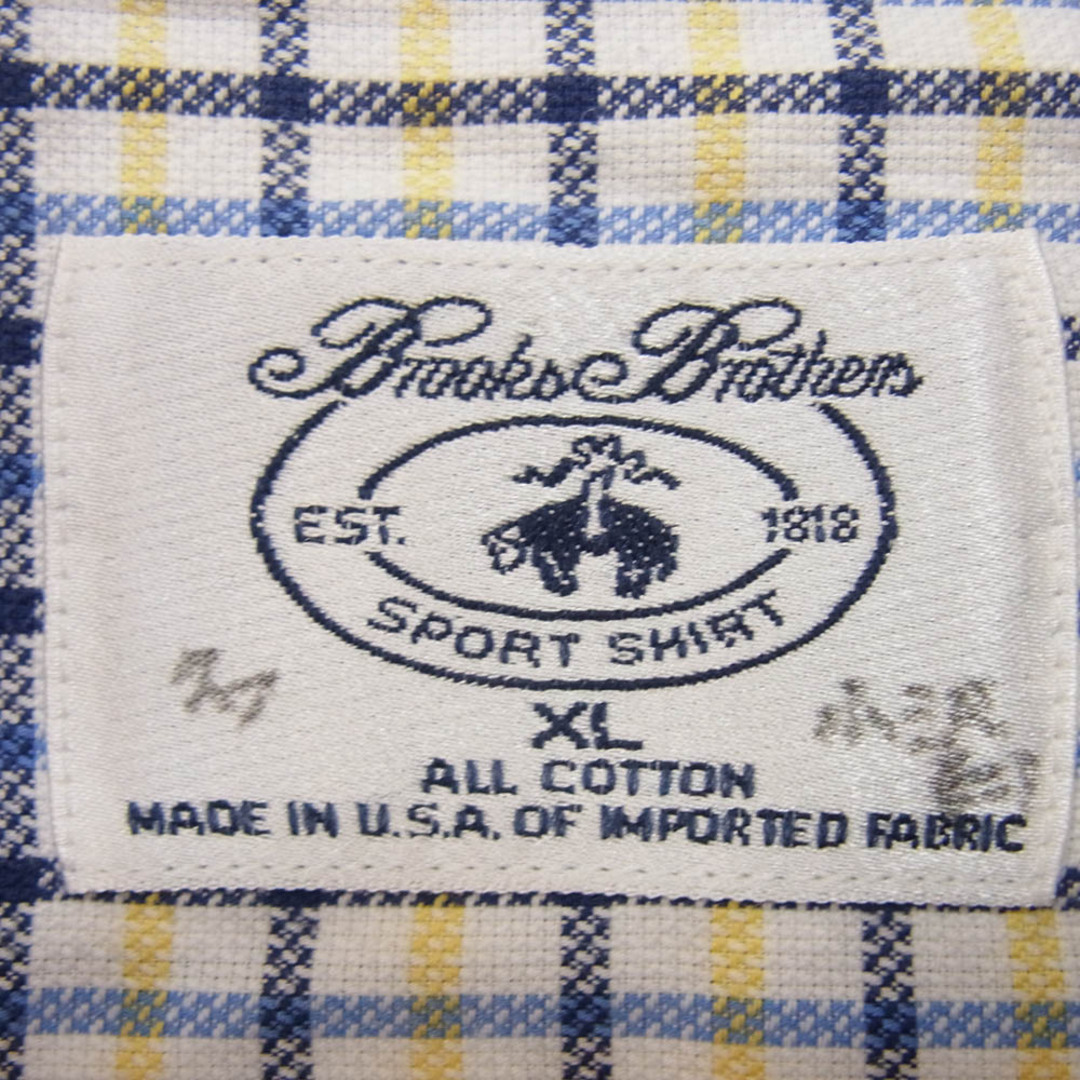 Brooks Brothers
EST. 1818
SPORT SHIRT
XL
ALL COTTON
MADE IN U.S.A. OF IMPORTED FABRIC